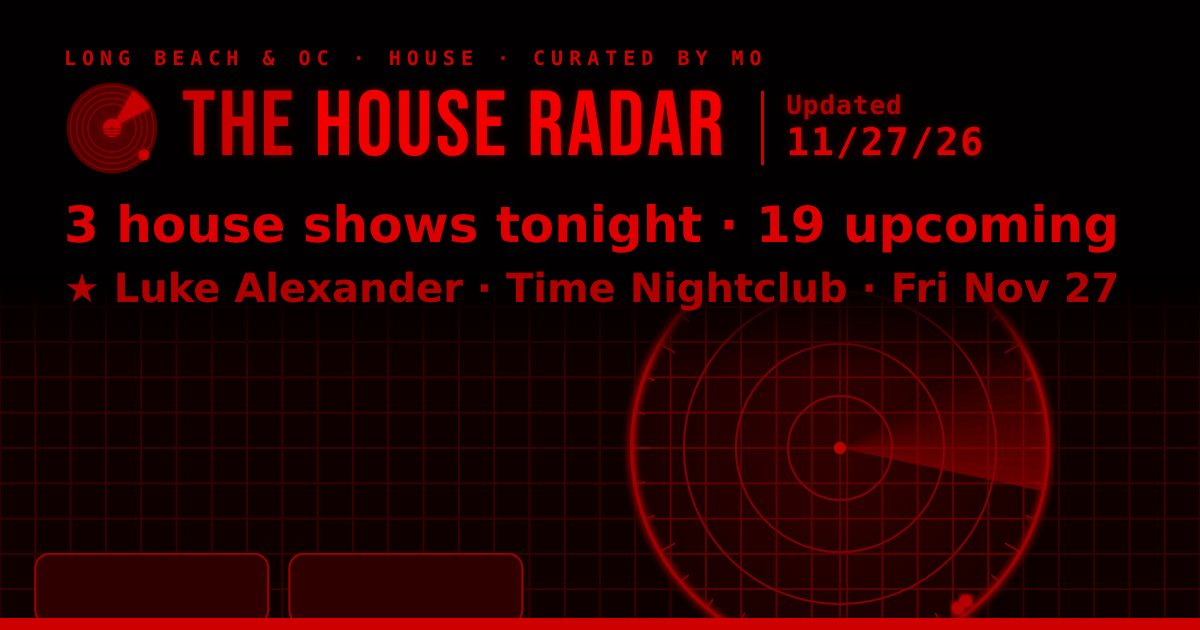 LONG BEACH & OC · HOUSE · CURATED BY MO
THE HOUSE RADAR
Updated
11/27/26
3 house shows tonight · 19 upcoming
★ Luke Alexander · Time Nightclub · Fri Nov 27